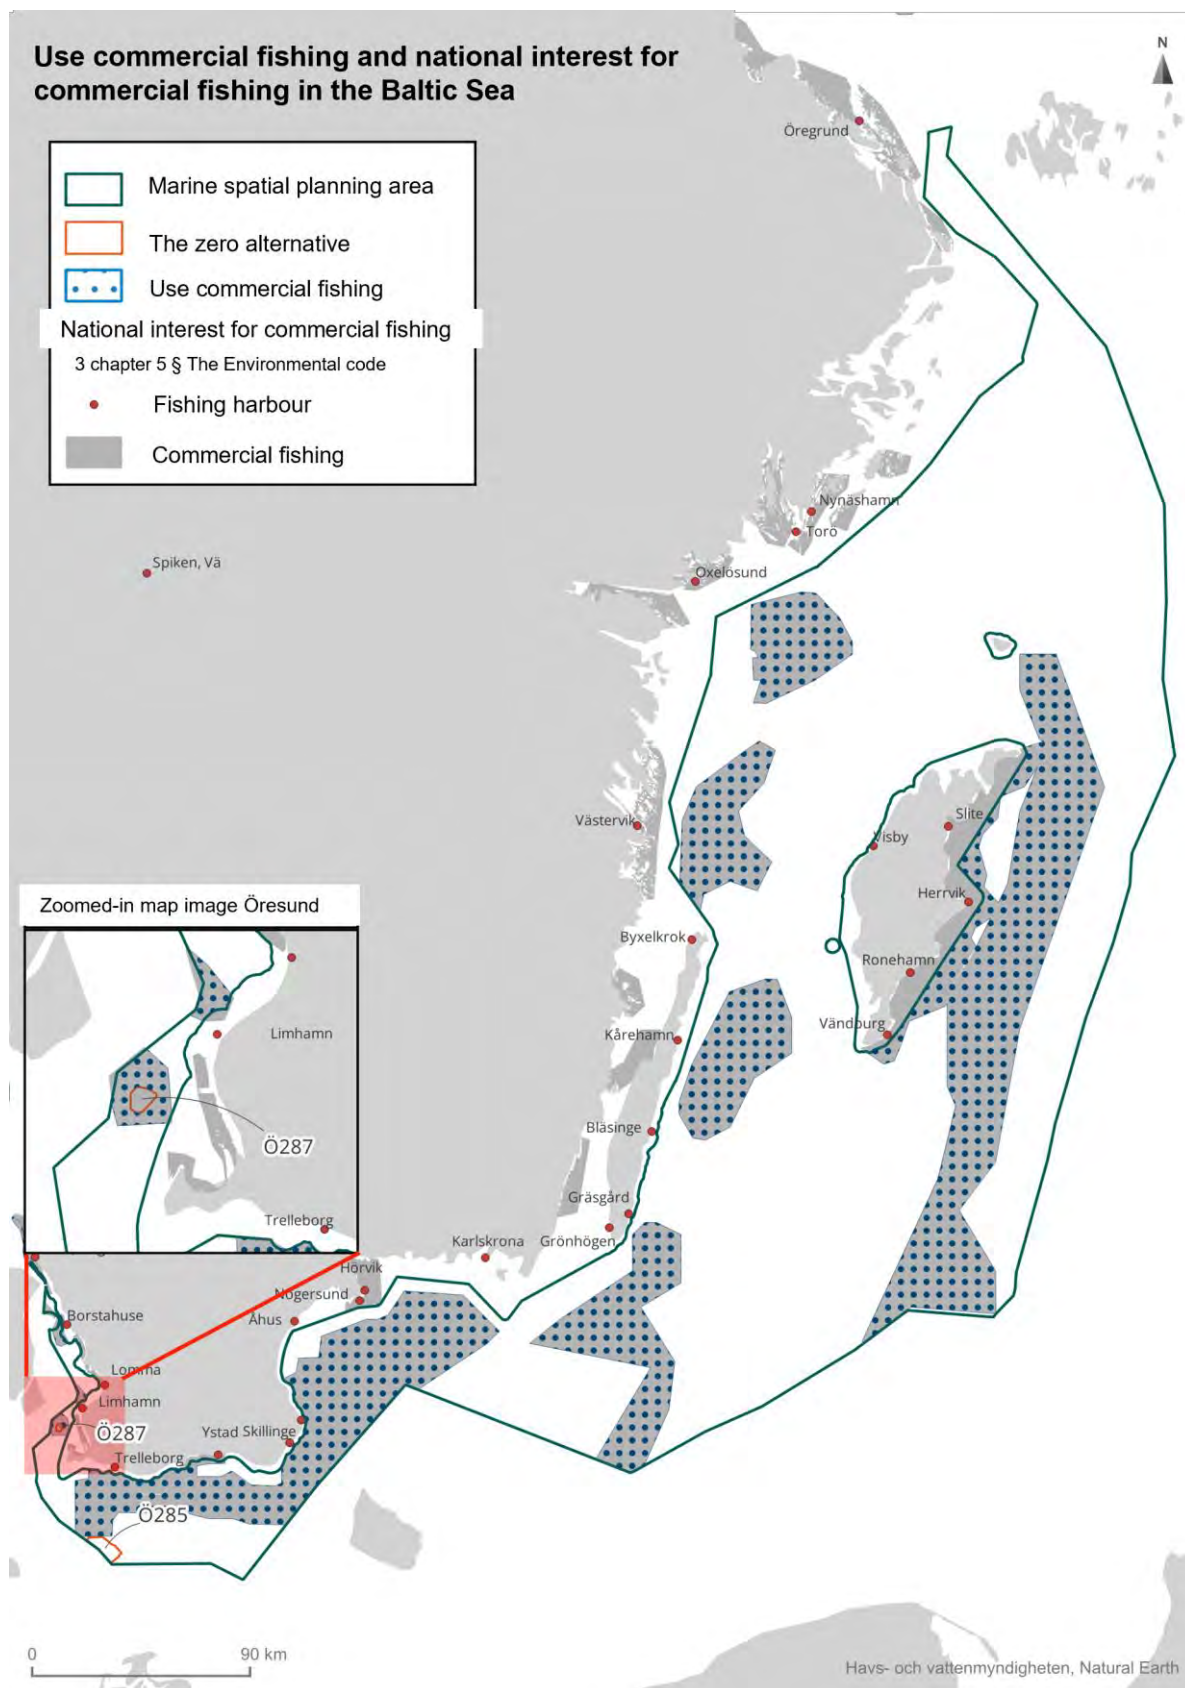 Use commercial fishing and national interest for
commercial fishing in the Baltic Sea
N
Marine spatial planning area
The zero alternative
Use commercial fishing
National interest for commercial fishing
3 chapter 5 § The Environmental code
Fishing harbour
Commercial fishing
Öregrund
Nynäshamn
Toro
Spiken, Vä
Oxelosund
Västervik
Slite
Visby
Herrvik
Byxelkrok
Ronehamn
Vändburg
Kårehamn
Bläsinge
Gräsgård
Grönhögen
Karlskrona
Zoomed-in map image Öresund
Limhamn
Ö287
Trelleborg
Horvik
Nogersund
Åhus
Borstahuse
Lomma
Limhamn
Ö287
Ystad
Skillinge
Trelleborg
Ö285
0
90 km
Havs- och vattenmyndigheten, Natural Earth